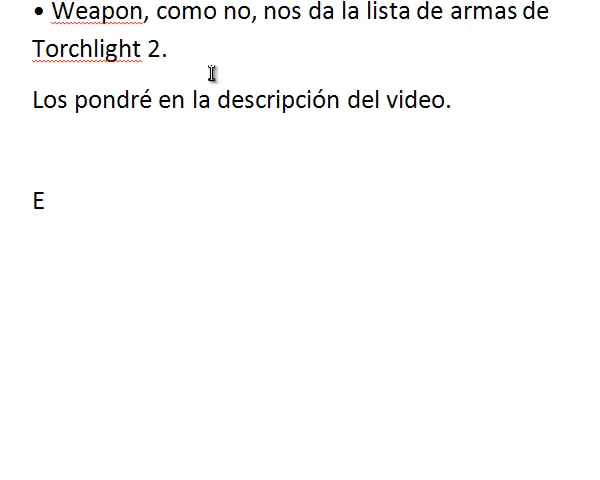 • Weapon, como no, nos da la lista de armas de
Torchlight 2.
Los pondré en la descripción del video.
E